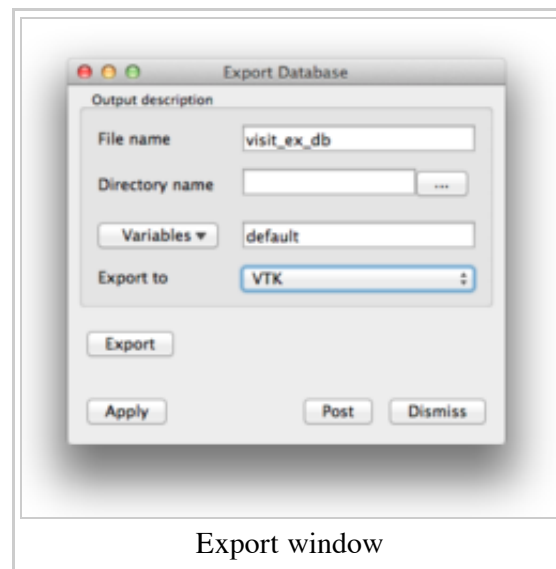 Export Database
Output description
File name visit_ex_db
Directory name ...
Variables default
Export to VTK
Export
Apply Post Dismiss
Export window